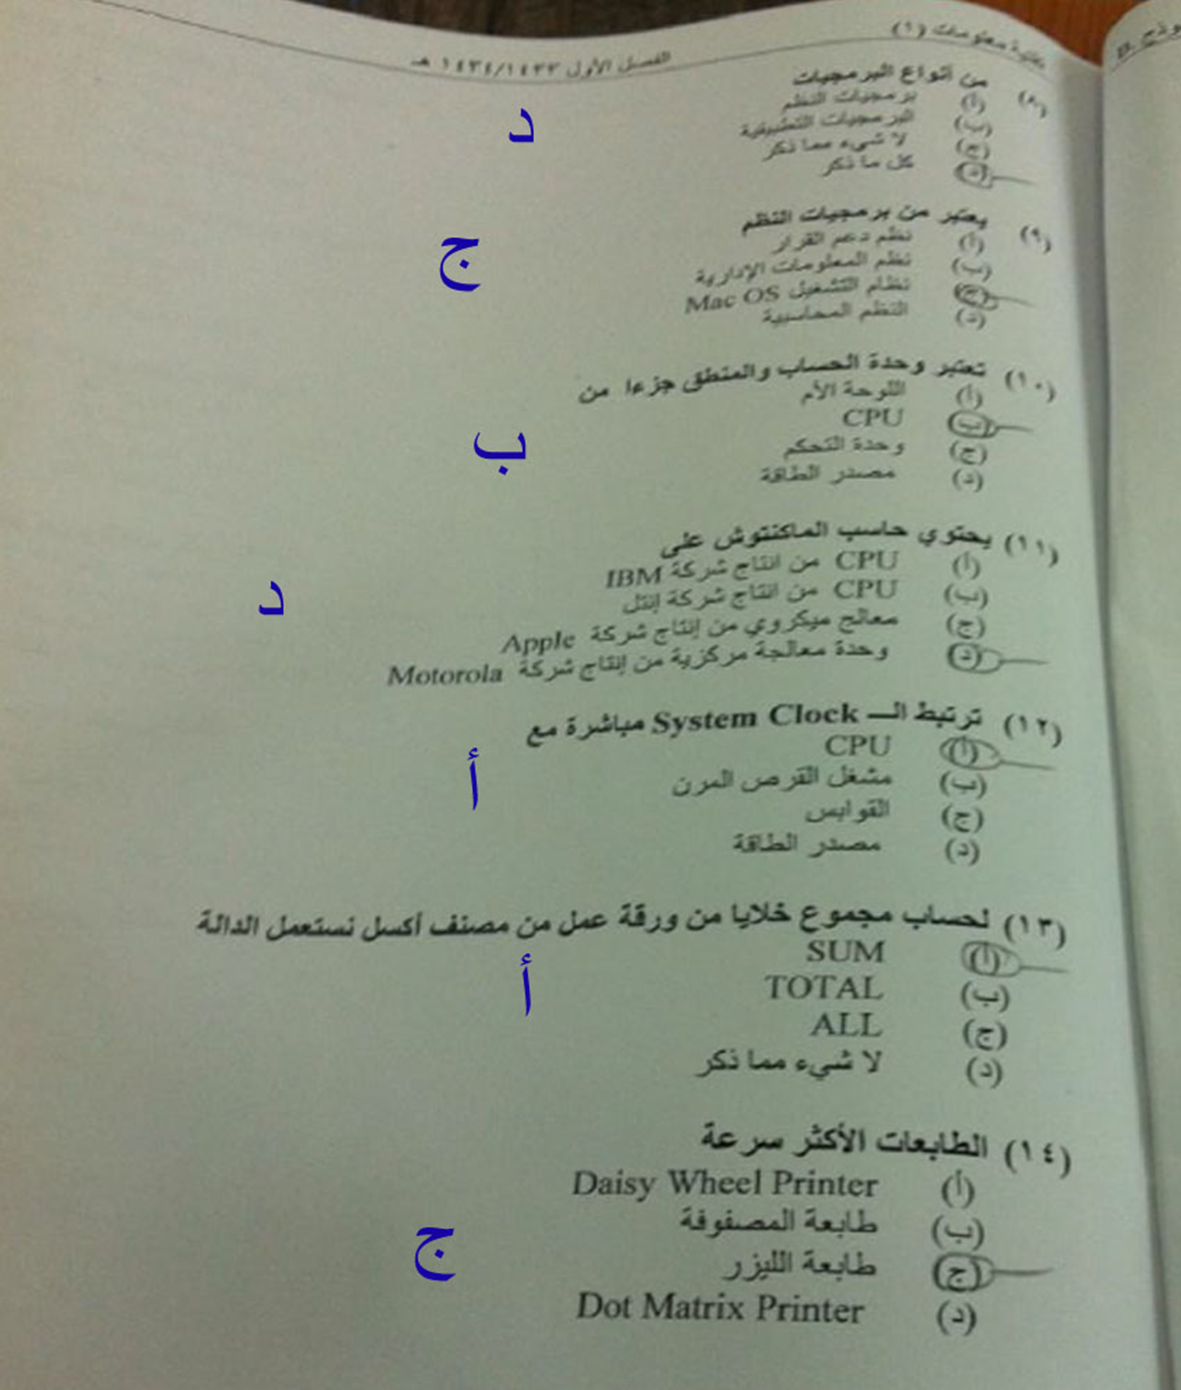 تقنية معلومات (١)
الفصل الأول ١٤٣٤/١٤٣٣ هـ
(٨) من أنواع البرمجيات
(أ) برمجيات النظم
(ب) البرمجيات التطبيقية
(ج) لا شيء مما ذكر
(د) كل ما ذكر
د
(٩) يعتبر من برمجيات النظم
(أ) نظم دعم القرار
(ب) نظم المعلومات الإدارية
(ج) نظام التشغيل Mac OS
(د) النظم المحاسبية
ج
(١٠) تعتبر وحدة الحساب والمنطق جزءا من
(أ) اللوحة الأم
(ب) CPU
(ج) وحدة التحكم
(د) مصدر الطاقة
ب
(١١) يحتوي حاسب الماكنتوش على
(أ) CPU من انتاج شركة IBM
(ب) CPU من انتاج شركة إنتل
(ج) معالج ميكروي من إنتاج شركة Apple
(د) وحدة معالجة مركزية من إنتاج شركة Motorola
د
(١٢) ترتبط الـ System Clock مباشرة مع
(أ) CPU
(ب) مشغل القرص المرن
(ج) القوابس
(د) مصدر الطاقة
أ
(١٣) لحساب مجموع خلايا من ورقة عمل من مصنف أكسل نستعمل الدالة
(أ) SUM
(ب) TOTAL
(ج) ALL
(د) لا شيء مما ذكر
أ
(١٤) الطابعات الأكثر سرعة
(أ) Daisy Wheel Printer
(ب) طابعة المصفوفة
(ج) طابعة الليزر
(د) Dot Matrix Printer
ج